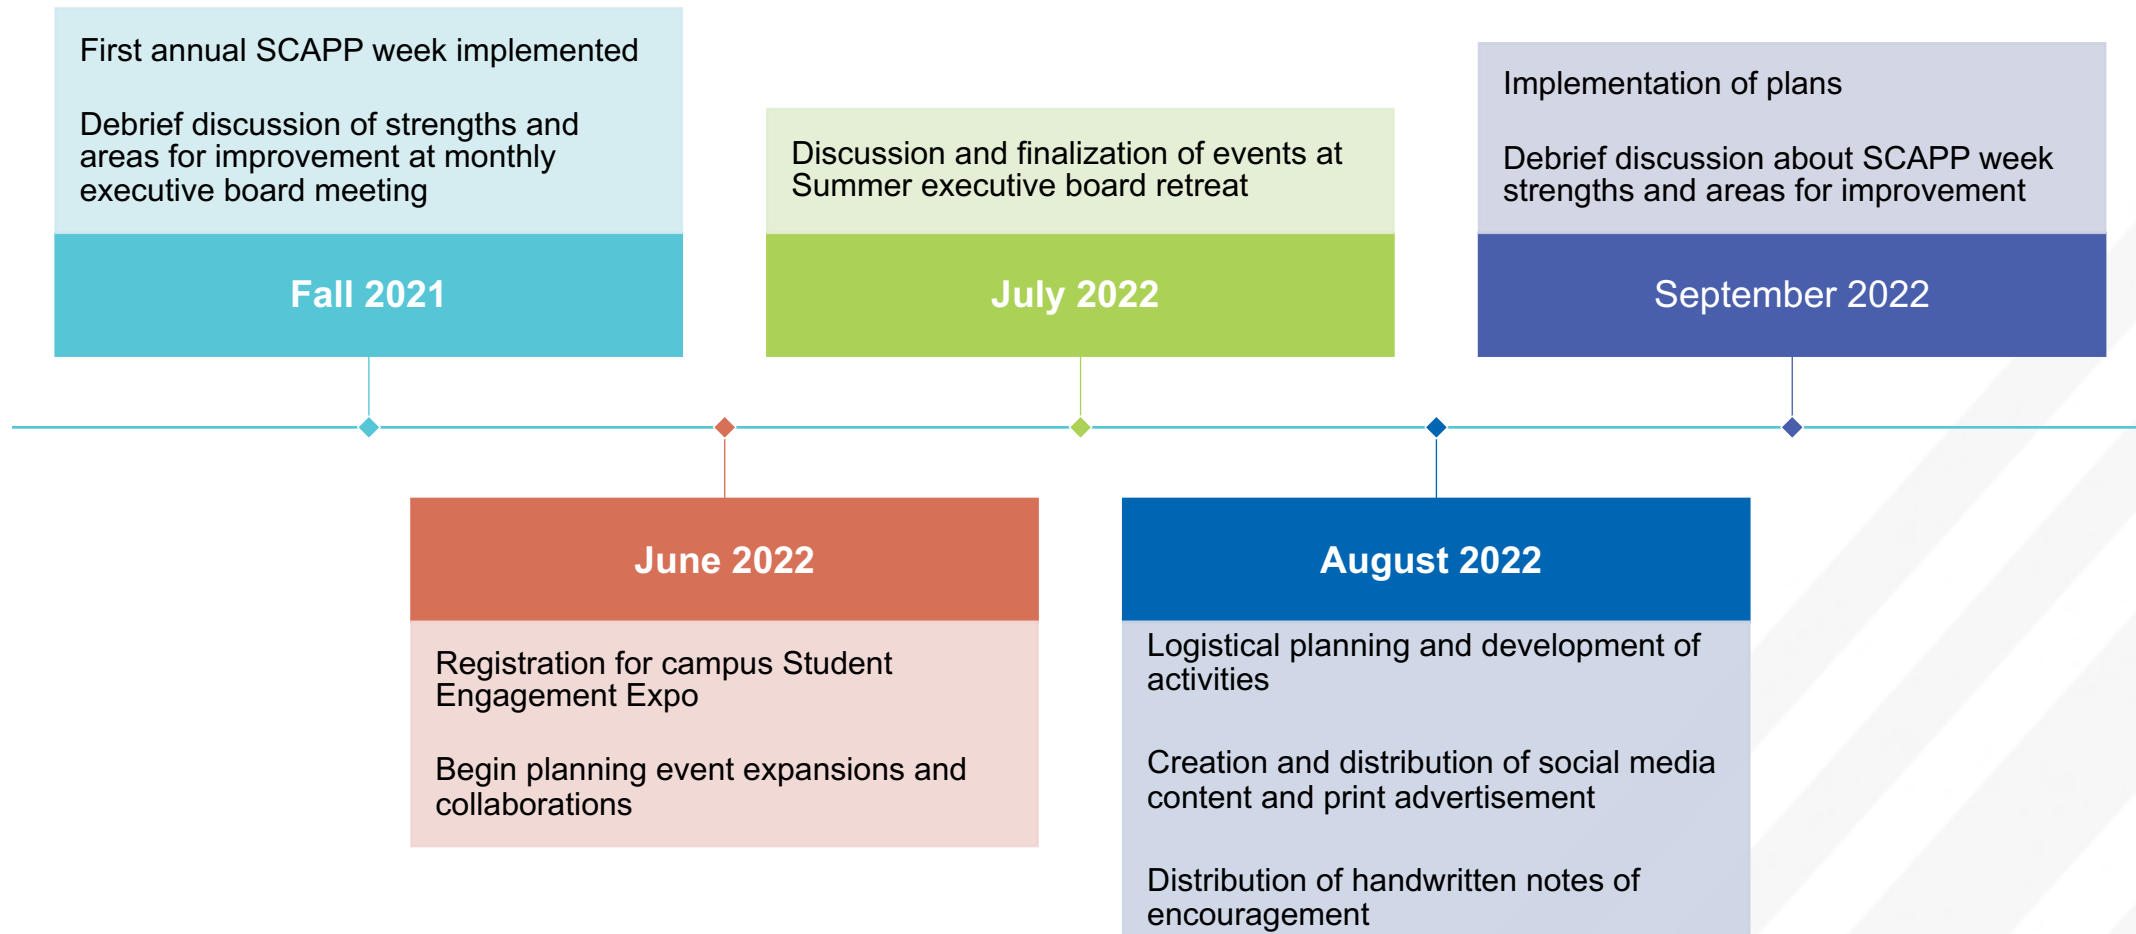 First annual SCAPP week implemented
Debrief discussion of strengths and
areas for improvement at monthly
executive board meeting
Fall 2021
June 2022
Registration for campus Student
Engagement Expo
Begin planning event expansions and
collaborations
Discussion and finalization of events at
Summer executive board retreat
July 2022
August 2022
Logistical planning and development of
activities
Creation and distribution of social media
content and print advertisement
Distribution of handwritten notes of
encouragement
Implementation of plans
Debrief discussion about SCAPP week
strengths and areas for improvement
September 2022